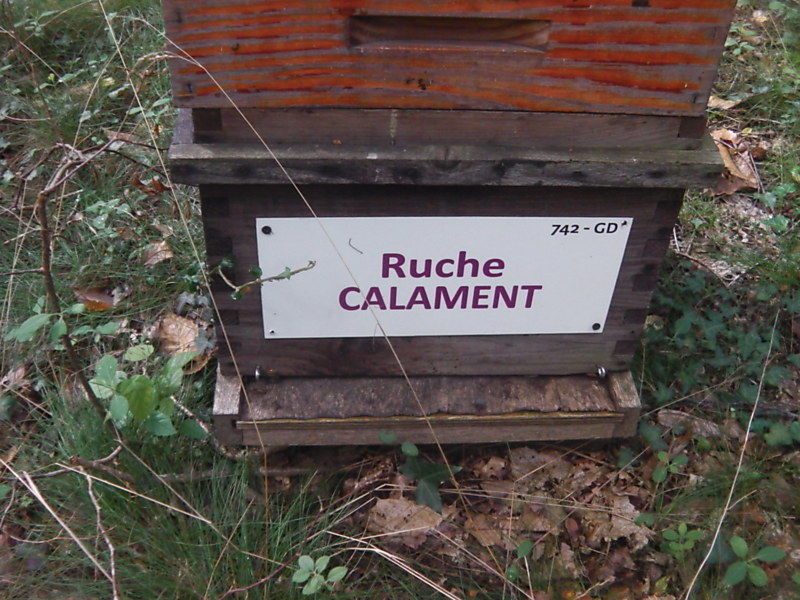 742 - GD
Ruche
CALAMENT